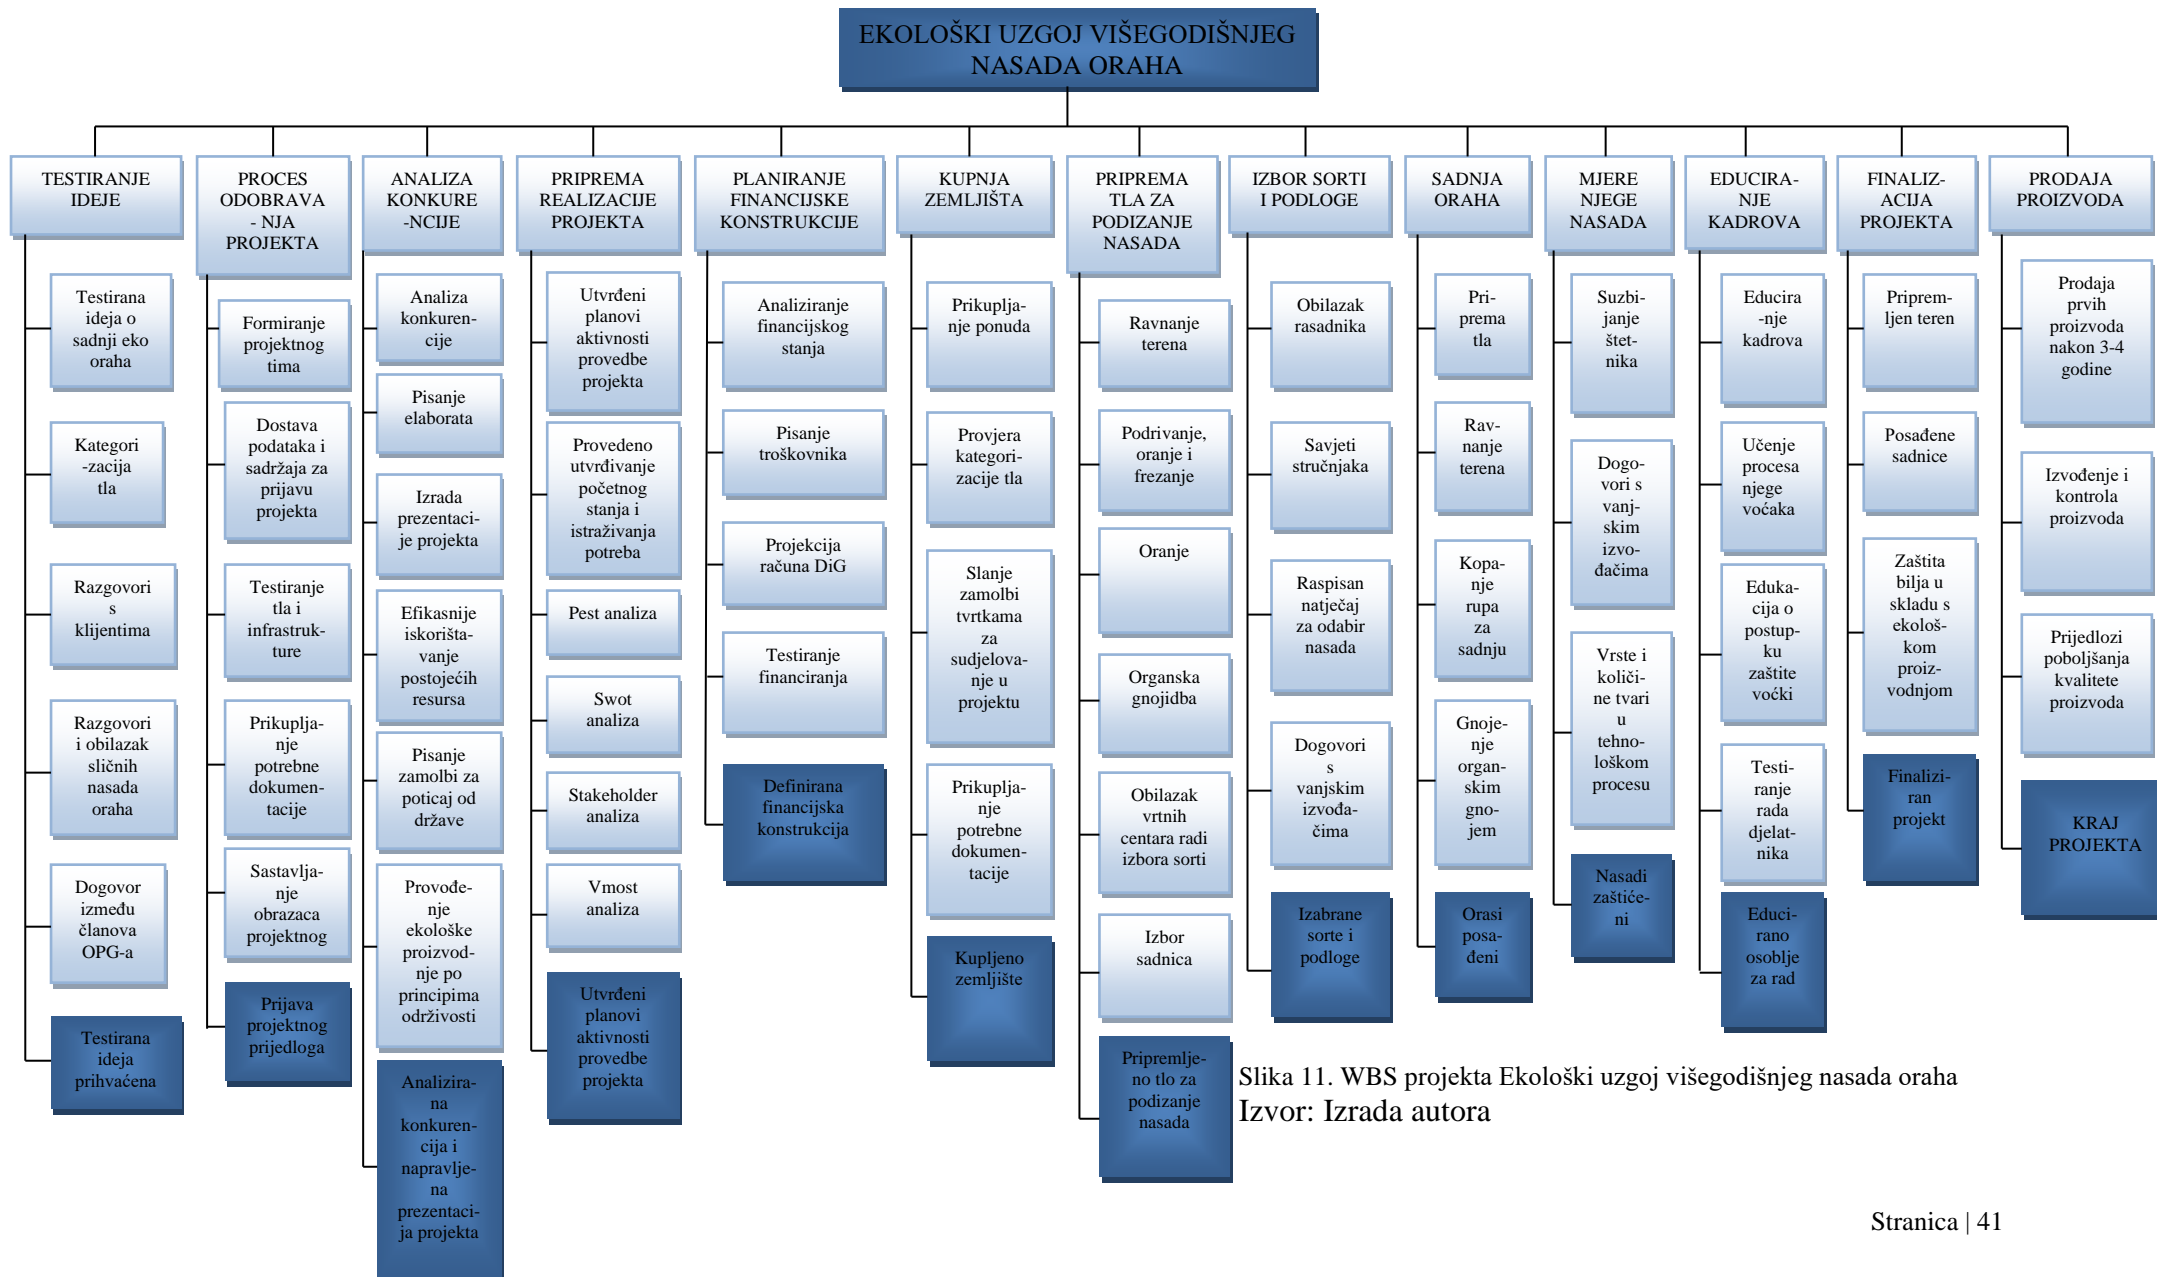 EKOLOŠKI UZGOJ VIŠEGODIŠNJEG
NASADA ORAHA
TESTIRANJE
IDEJE
Testirana
ideja o
sadnji eko
oraha
Kategori
-zacija
tla
Razgovori
s
klijentima
Razgovori
i obilazak
sličnih
nasada
oraha
Dogovor
između
članova
OPG-a
Testirana
ideja
prihvaćena
PROCES
ODOBRAVA
- NJA
PROJEKTA
Formiranje
projektnog
tima
Dostava
podataka i
sadržaja za
prijavu
projekta
Testiranje
tla i
infrastruk-
ture
Prikuplja-
nje
potrebne
dokumen-
tacije
Sastavlja-
nje
obrazaca
projektnog
Prijava
projektnog
prijedloga
ANALIZA
KONKURE
-NCIJE
Analiza
konkuren-
cije
Pisanje
elaborata
Izrada
prezentaci-
je projekta
Efikasnije
iskorišta-
vanje
postojećih
resursa
Pisanje
zamolbi za
poticaj od
države
Provođe-
nje
ekološke
proizvod-
nje po
principima
održivosti
Analizira-
na
konkuren-
cija i
napravlje-
na
prezentaci-
ja projekta
PRIPREMA
REALIZACIJE
PROJEKTA
Utvrđeni
planovi
aktivnosti
provedbe
projekta
Provedeno
utvrđivanje
početnog
stanja i
istraživanja
potreba
Pest analiza
Swot
analiza
Stakeholder
analiza
Vmost
analiza
Utvrđeni
planovi
aktivnosti
provedbe
projekta
PLANIRANJE
FINANCIJSKE
KONSTRUKCIJE
Analiziranje
financijskog
stanja
Pisanje
troškovnika
Projekcija
računa DiG
Testiranje
financiranja
Definirana
financijska
konstrukcija
KUPNJA
ZEMLJIŠTA
Prikuplja-
nje ponuda
Provjera
kategori-
zacije tla
Slanje
zamolbi
tvrtkama
za
sudjelova-
nje u
projektu
Prikuplja-
nje
potrebne
dokumen-
tacije
Kupljeno
zemljište
PRIPREMA
TLA ZA
PODIZANJE
NASADA
Ravnanje
terena
Podrivanje,
oranje i
frezanje
Oranje
Organska
gnojidba
Obilazak
vrtnih
centara radi
izbora sorti
Izbor
sadnica
Pripremlje-
no tlo za
podizanje
nasada
IZBOR SORTI
I PODLOGE
Obilazak
rasadnika
Savjeti
stručnjaka
Raspisan
natječaj
za odabir
nasada
Dogovori
s
vanjskim
izvođa-
čima
Izabrane
sorte i
podloge
SADNJA
ORAHA
Pri-
prema
tla
Rav-
nanje
terena
Kopa-
nje
rupa
za
sadnju
Gnoje-
nje
organ-
skim
gno-
jem
Orasi
posa-
đeni
MJERE
NJEGE
NASADA
Suzbi-
janje
štet-
nika
Dogo-
vori s
vanj-
skim
izvo-
đačima
Vrste i
količi-
ne tvari
u
tehno-
loškom
procesu
Nasadi
zaštiće-
ni
EDUCIRA-
NJE
KADROVA
Educira
-nje
kadrova
Učenje
procesa
njege
voćaka
Eduka-
cija o
postup-
ku
zaštite
voćki
Testi-
ranje
rada
djelat-
nika
Educi-
rano
osoblje
za rad
FINALIZ-
ACIJA
PROJEKTA
Priprem-
ljen teren
Posađene
sadnice
Zaštita
bilja u
skladu s
ekološ-
kom
proiz-
vodnjom
Finalizi-
ran
projekt
PRODAJA
PROIZVODA
Prodaja
prvih
proizvoda
nakon 3-4
godine
Izvođenje i
kontrola
proizvoda
Prijedlozi
poboljšanja
kvalitete
proizvoda
KRAJ
PROJEKTA
Slika 11. WBS projekta Ekološki uzgoj višegodišnjeg nasada oraha
Izvor: Izrada autora
Stranica | 41